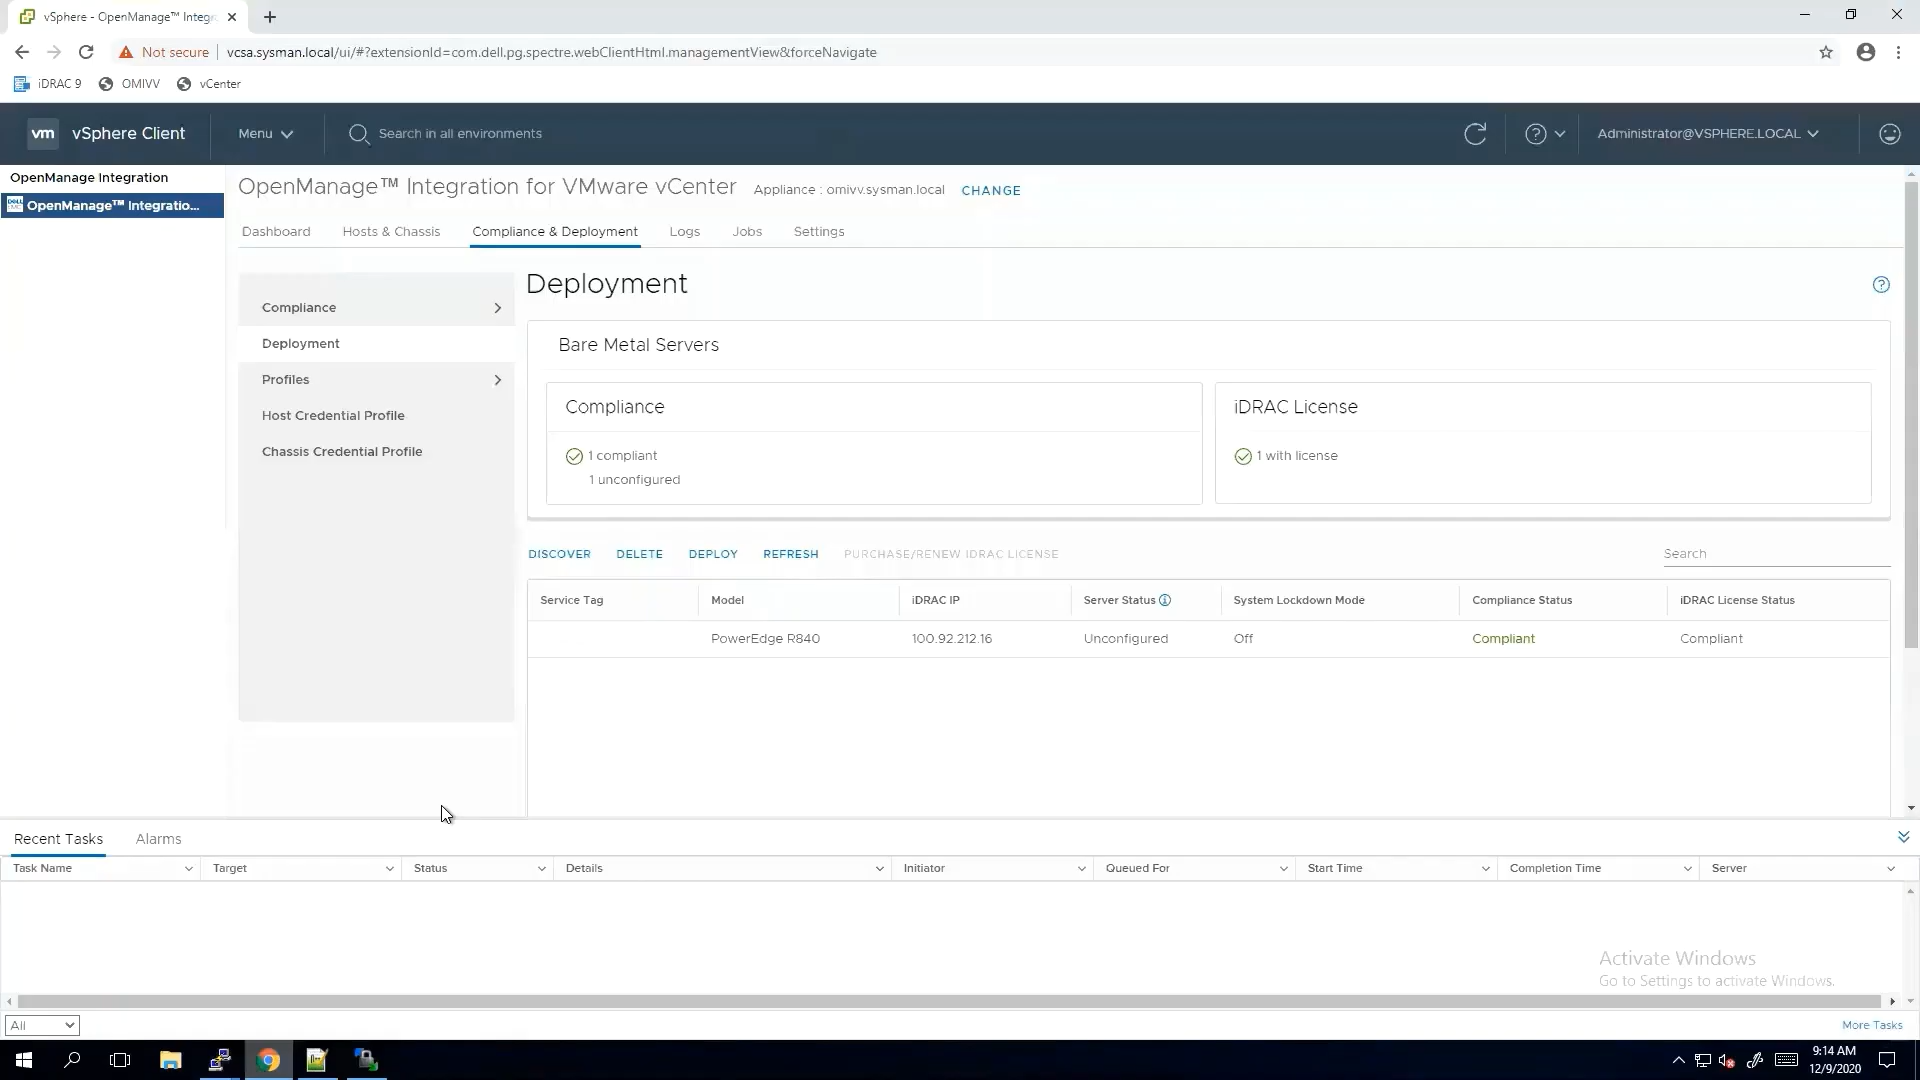 vSphere - OpenManage™ Integr
Not secure
vcsa.sysman.local/ui/#?extensionId=com.dell.pg.spectre.webClientHtml.managementView&forceNavigate
iDRAC 9
OMIVV
vCenter
vm
vSphere Client
Menu
Search in all environments
Administrator@VSPHERE.LOCAL
OpenManage Integration
OpenManage™ Integratio...
OpenManage™ Integration for VMware vCenter
Appliance : omivv.sysman.local
CHANGE
Dashboard
Hosts & Chassis
Compliance & Deployment
Logs
Jobs
Settings
Compliance
Deployment
Profiles
Host Credential Profile
Chassis Credential Profile
Deployment
Bare Metal Servers
Compliance
1 compliant
1 unconfigured
iDRAC License
1 with license
DISCOVER
DELETE
DEPLOY
REFRESH
PURCHASE/RENEW IDRAC LICENSE
Search
Service Tag
Model
iDRAC IP
Server Status
System Lockdown Mode
Compliance Status
iDRAC License Status
PowerEdge R840
100.92.212.16
Unconfigured
Off
Compliant
Compliant
Recent Tasks
Alarms
Task Name
Target
Status
Details
Initiator
Queued For
Start Time
Completion Time
Server
Activate Windows
Go to Settings to activate Windows.
All
More Tasks
9:14 AM
12/9/2020